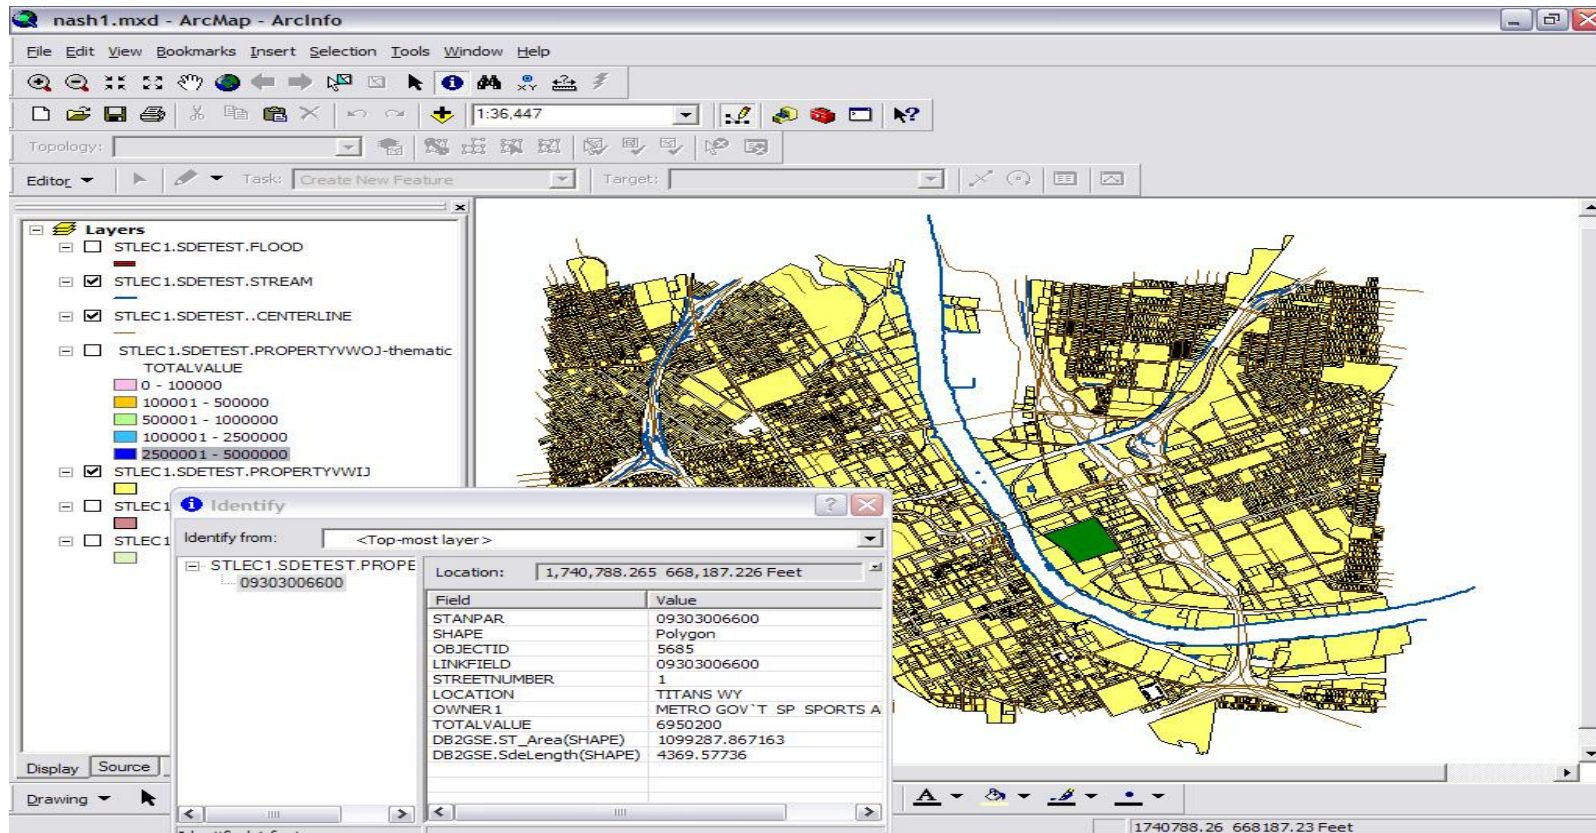 nash1.mxd - ArcMap - ArcInfo
File Edit View Bookmarks Insert Selection Tools Window Help
1:36,447
Topology:
Editor Task: Create New Feature Target:
Layers
STLEC1.SDETEST.FLOOD
STLEC1.SDETEST.STREAM
STLEC1.SDETEST..CENTERLINE
STLEC1.SDETEST.PROPERTYVWOJ-thematic
TOTALVALUE
0 - 100000
100001 - 500000
500001 - 1000000
1000001 - 2500000
2500001 - 5000000
STLEC1.SDETEST.PROPERTYVWIJ
STLEC1
STLEC1
Identify
Identify from: <Top-most layer>
STLEC1.SDETEST.PROPE
09303006600
Location: 1,740,788.265 668,187.226 Feet
Field Value
STANPAR 09303006600
SHAPE Polygon
OBJECTID 5685
LINKFIELD 09303006600
STREETNUMBER 1
LOCATION TITANS WY
OWNER1 METRO GOV`T SP SPORTS A
TOTALVALUE 6950200
DB2GSE.ST_Area(SHAPE) 1099287.867163
DB2GSE.SdeLength(SHAPE) 4369.57736
Display Source
Drawing A
1740788.26 668187.23 Feet